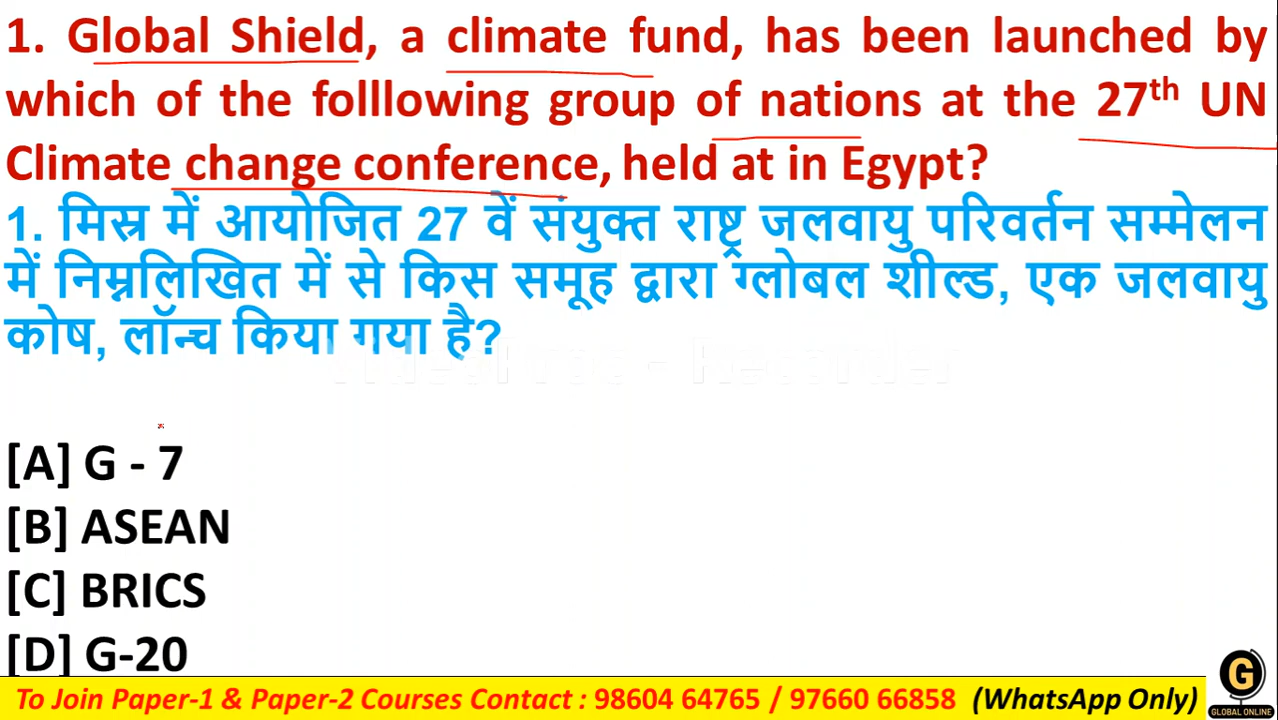 1. Global Shield, a climate fund, has been launched by
which of the folllowing group of nations at the 27th UN
Climate change conference, held at in Egypt?
1. मिस्र में आयोजित 27 वें संयुक्त राष्ट्र जलवायु परिवर्तन सम्मेलन
में निम्नलिखित में से किस समूह द्वारा ग्लोबल शील्ड, एक जलवायु
कोष, लॉन्च किया गया है?
VideoProc - Recorder
[A] G - 7
[B] ASEAN
[C] BRICS
[D] G-20
G
GLOBAL ONLINE
To Join Paper-1 & Paper-2 Courses Contact : 98604 64765 / 97660 66858 (WhatsApp Only)